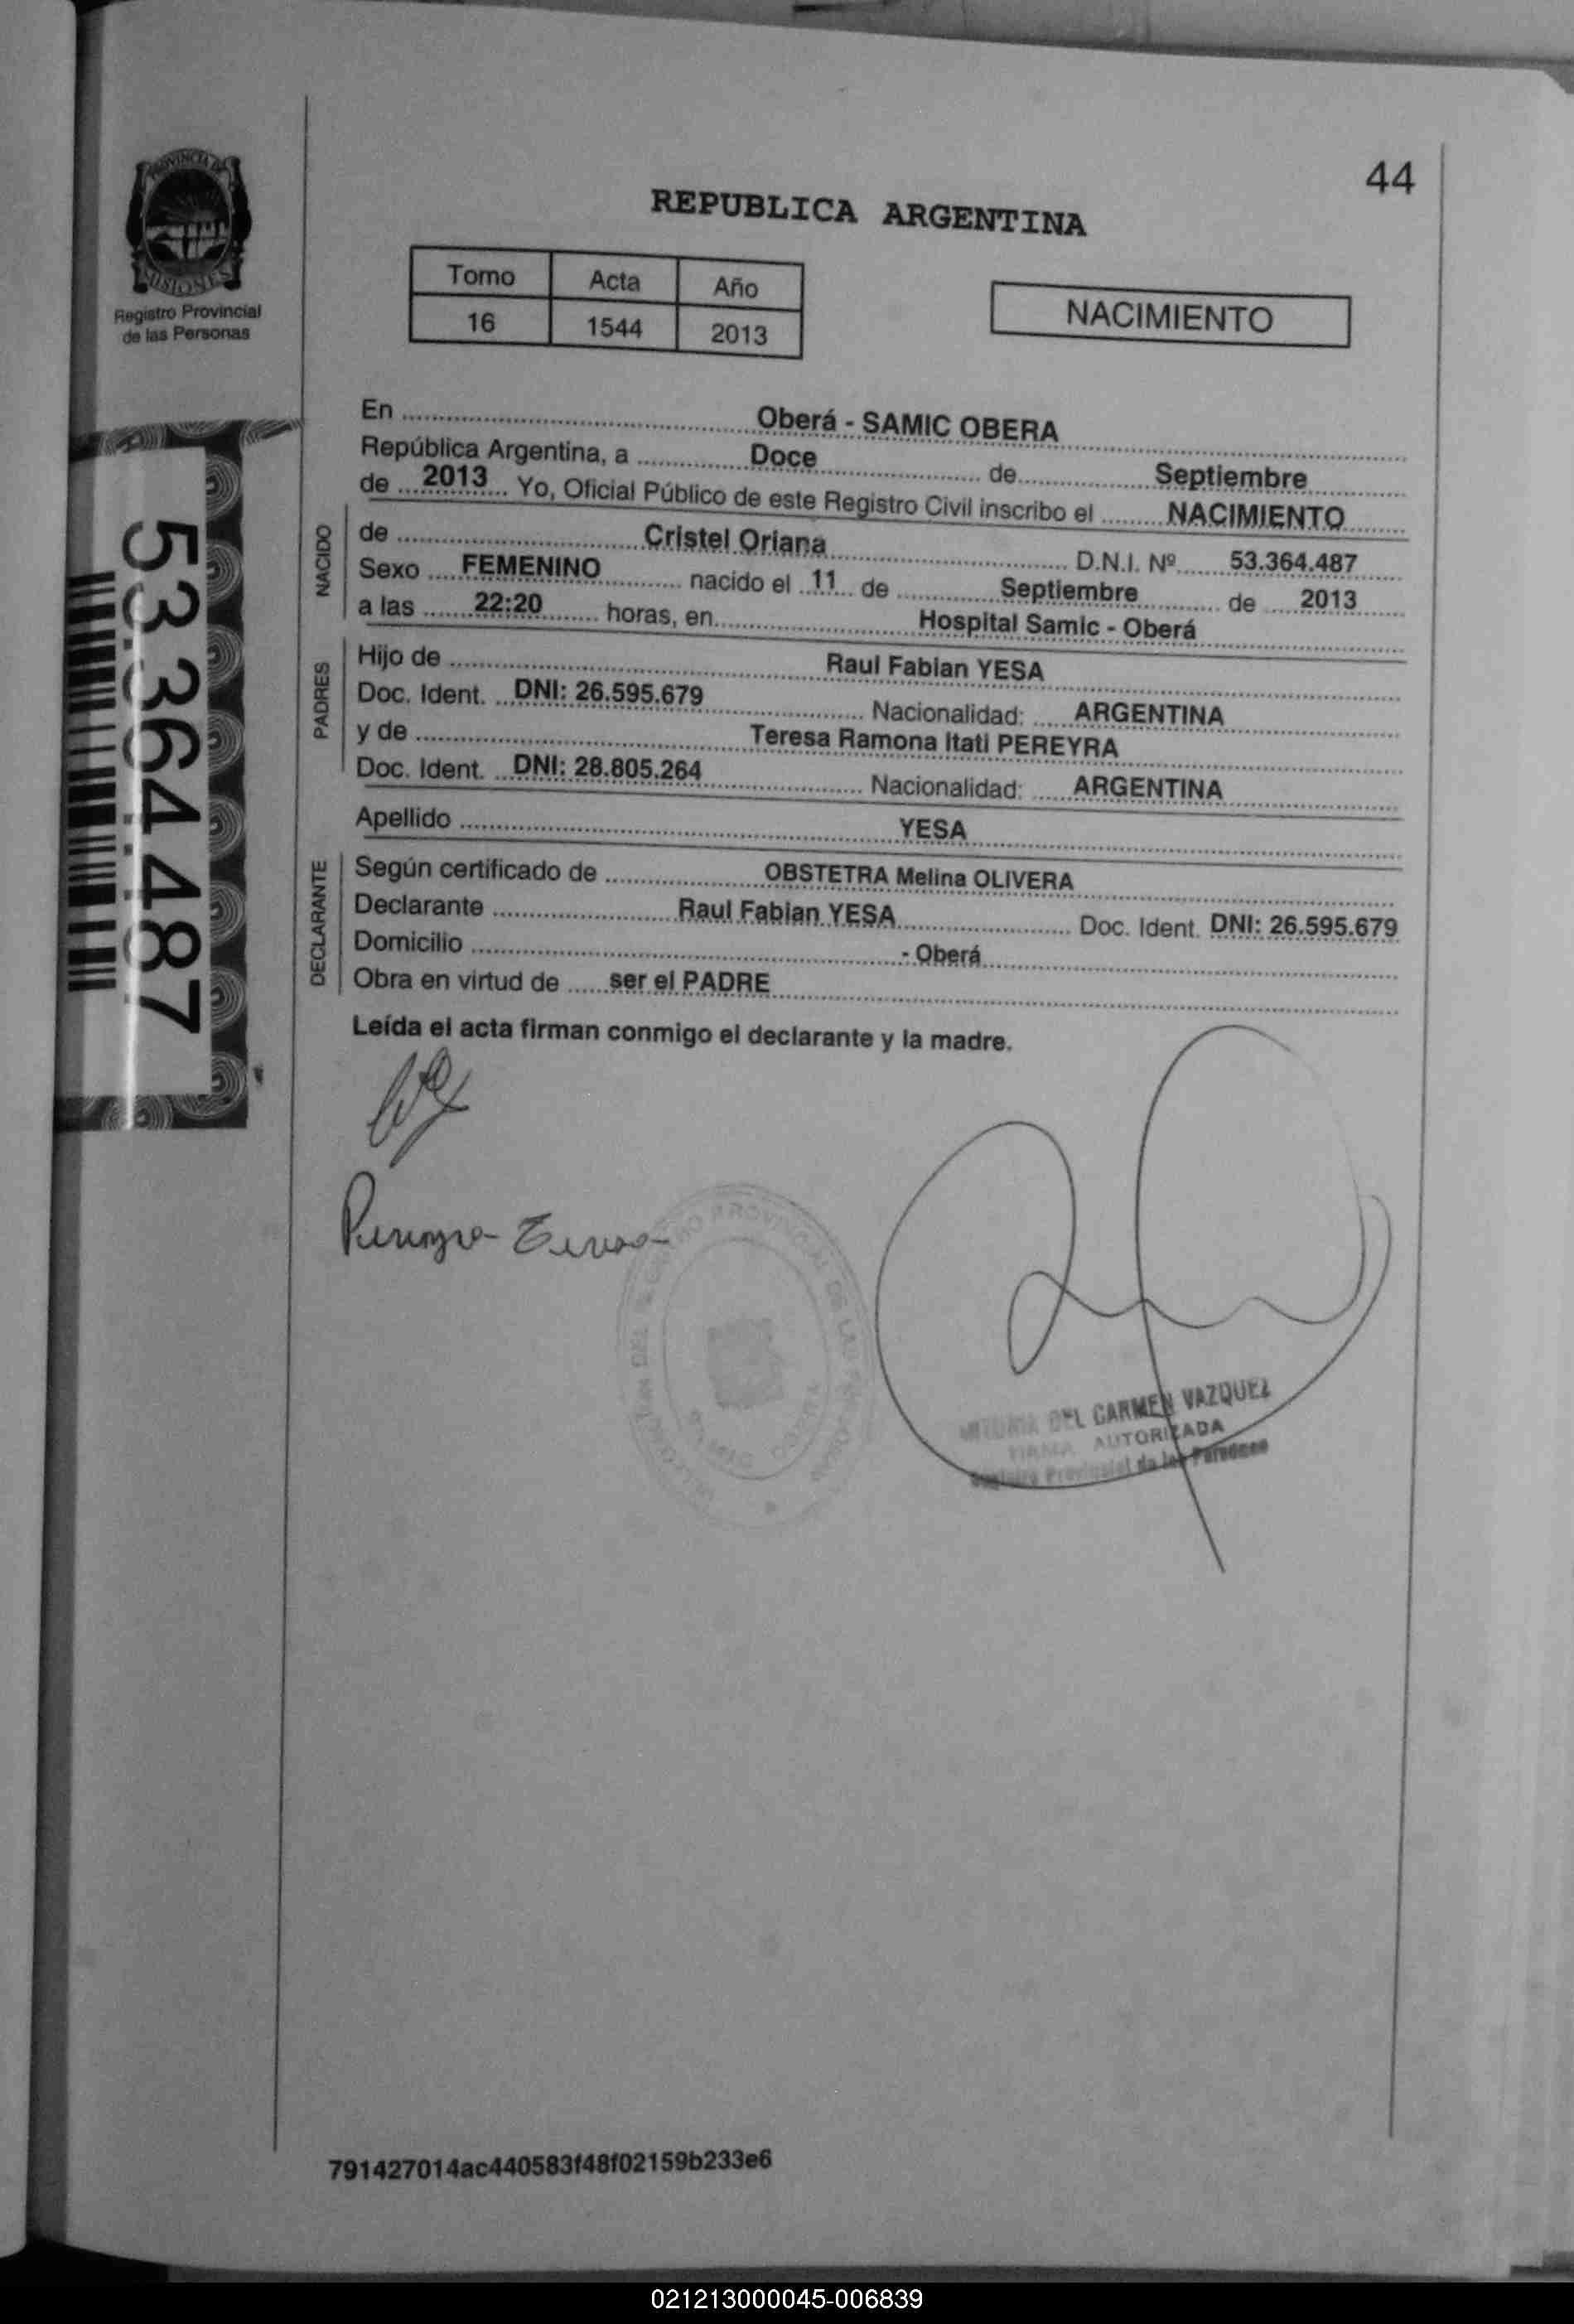 44
PROVINCIA DE
MISIONES
Registro Provincial
de las Personas
REPUBLICA ARGENTINA
Tomo Acta Año
16 1544 2013
NACIMIENTO
53.364.487
En Oberá - SAMIC OBERA
República Argentina, a Doce de Septiembre
de 2013 Yo, Oficial Público de este Registro Civil inscribo el NACIMIENTO
NACIDO
de Cristel Oriana D.N.I. Nº 53.364.487
Sexo FEMENINO nacido el 11 de Septiembre de 2013
a las 22:20 horas, en Hospital Samic - Oberá
PADRES
Hijo de Raul Fabian YESA
Doc. Ident. DNI: 26.595.679 Nacionalidad: ARGENTINA
y de Teresa Ramona Itati PEREYRA
Doc. Ident. DNI: 28.805.264 Nacionalidad: ARGENTINA
Apellido YESA
DECLARANTE
Según certificado de OBSTETRA Melina OLIVERA
Declarante Raul Fabian YESA Doc. Ident. DNI: 26.595.679
Domicilio - Oberá
Obra en virtud de ser el PADRE
Leída el acta firman conmigo el declarante y la madre.
PROVINCIAL DE LAS
DEL CARMEN VAZQUEZ
FIRMA AUTORIZADA
Provincial de las Personas
791427014ac440583f48f02159b233e6
021213000045-006839